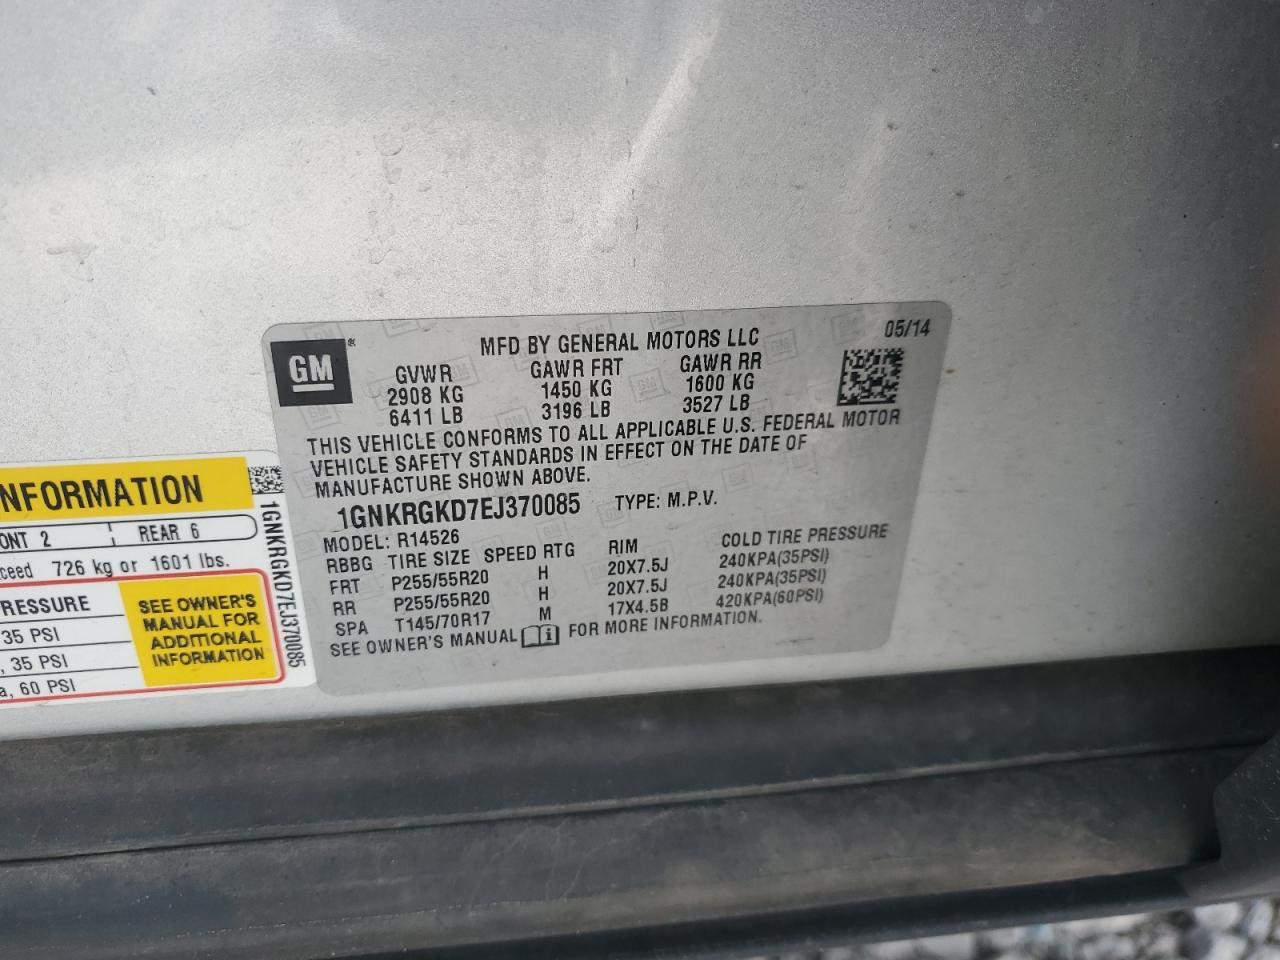 GM ®
MFD BY GENERAL MOTORS LLC 05/14
GVWR GAWR FRT GAWR RR
2908 KG 1450 KG 1600 KG
6411 LB 3196 LB 3527 LB
THIS VEHICLE CONFORMS TO ALL APPLICABLE U.S. FEDERAL MOTOR
VEHICLE SAFETY STANDARDS IN EFFECT ON THE DATE OF
MANUFACTURE SHOWN ABOVE.
1GNKRGKD7EJ370085 TYPE: M.P.V.
MODEL: R14526
RBBG TIRE SIZE SPEED RTG RIM COLD TIRE PRESSURE
FRT P255/55R20 H 20X7.5J 240KPA(35PSI)
RR P255/55R20 H 20X7.5J 240KPA(35PSI)
SPA T145/70R17 M 17X4.5B 420KPA(60PSI)
SEE OWNER'S MANUAL FOR MORE INFORMATION.
NFORMATION
ONT 2 REAR 6
ceed 726 kg or 1601 lbs.
RESSURE
35 PSI
, 35 PSI
a, 60 PSI
SEE OWNER'S
MANUAL FOR
ADDITIONAL
INFORMATION
1GNKRGKD7EJ370085